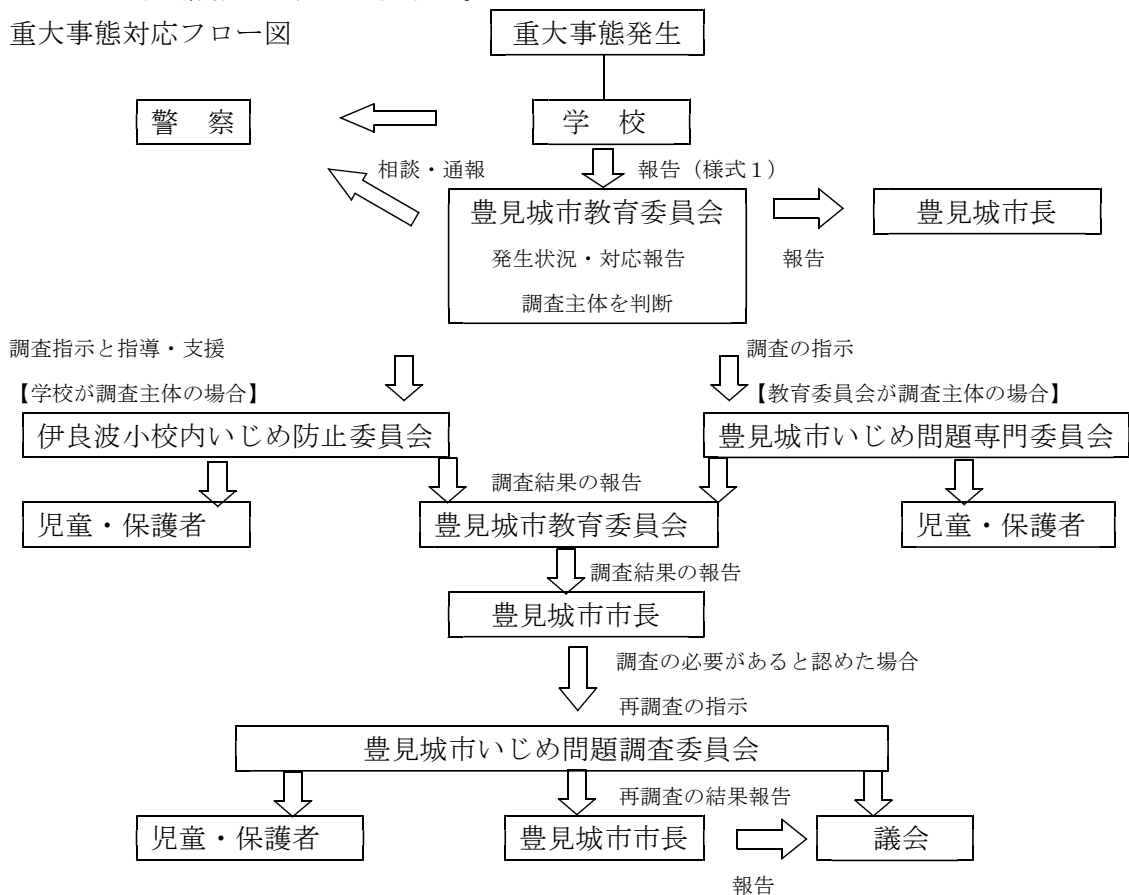 重大事態対応フロー図
重大事態発生
警　察
学　校
相談・通報
報告（様式１）
豊見城市教育委員会
発生状況・対応報告
調査主体を判断
報告
豊見城市長
調査指示と指導・支援
調査の指示
【学校が調査主体の場合】
【教育委員会が調査主体の場合】
伊良波小校内いじめ防止委員会
豊見城市いじめ問題専門委員会
調査結果の報告
児童・保護者
豊見城市教育委員会
児童・保護者
調査結果の報告
豊見城市市長
調査の必要があると認めた場合
再調査の指示
豊見城市いじめ問題調査委員会
再調査の結果報告
児童・保護者
豊見城市市長
議会
報告